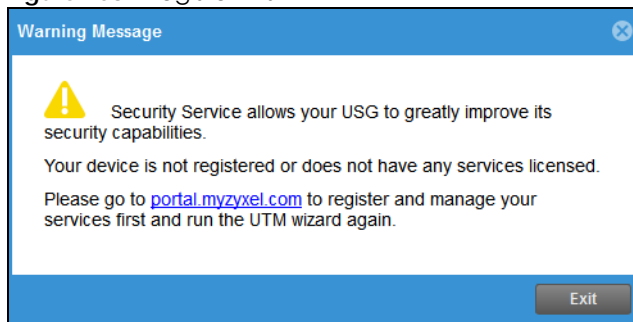 Warning Message
Security Service allows your USG to greatly improve its
security capabilities.
Your device is not registered or does not have any services licensed.
Please go to portal.myzyxel.com to register and manage your
services first and run the UTM wizard again.
Exit